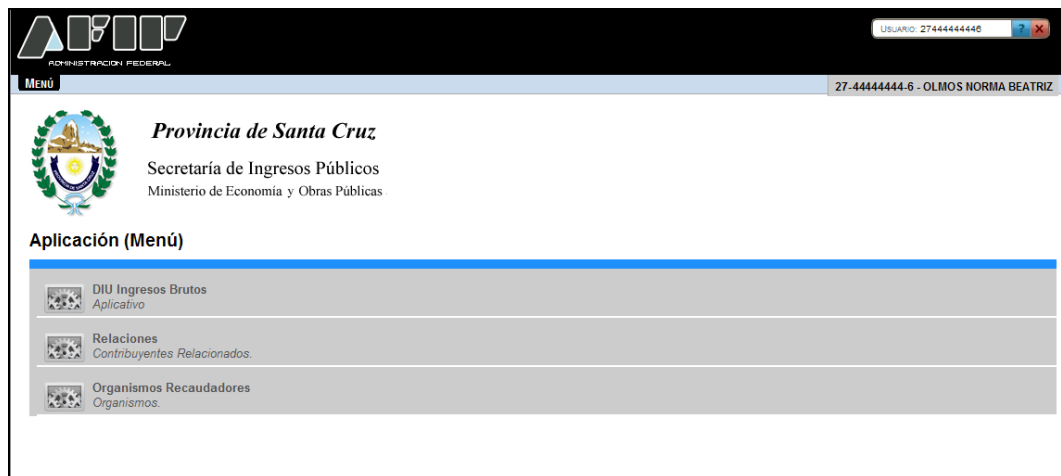 AFIP
ADMINISTRACION FEDERAL
USUARIO: 27444444446
?
X
MENÚ
27-44444444-6 - OLMOS NORMA BEATRIZ
Provincia de Santa Cruz
Secretaría de Ingresos Públicos
Ministerio de Economía y Obras Públicas
Aplicación (Menú)
DIU Ingresos Brutos
Aplicativo
Relaciones
Contribuyentes Relacionados.
Organismos Recaudadores
Organismos.